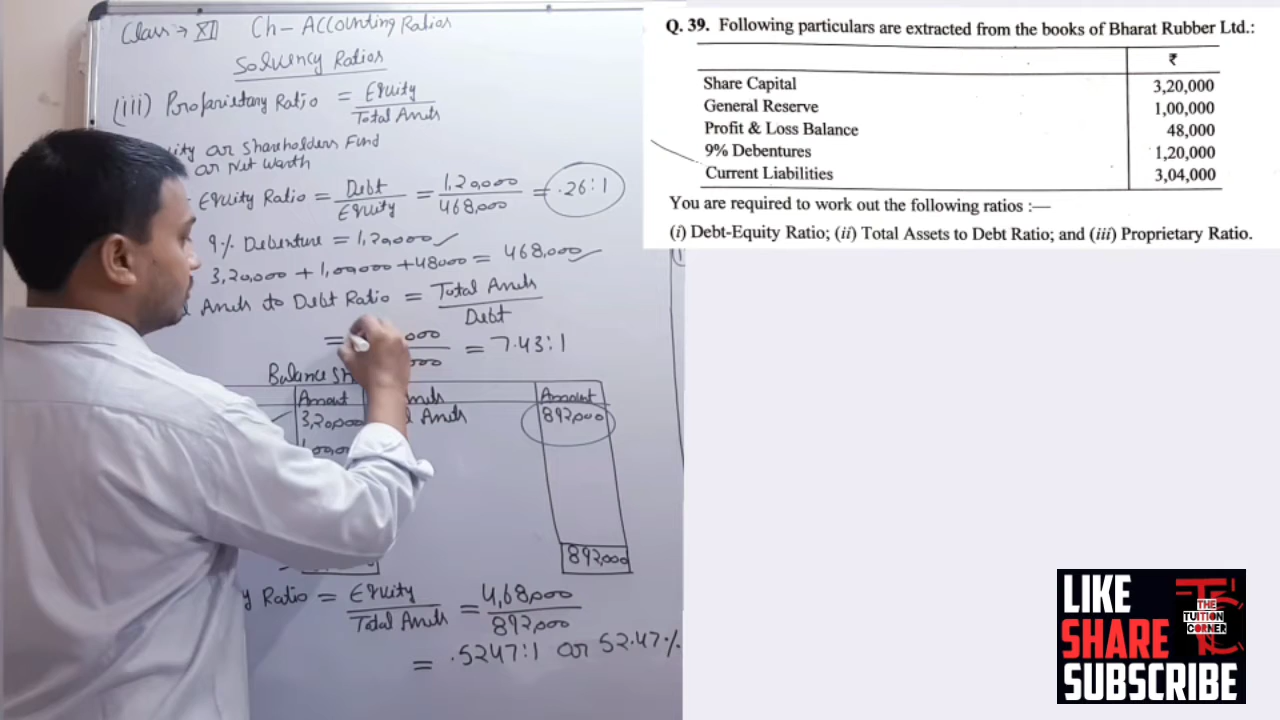 Class → XI Ch - Accounting Ratios
Solvency Ratios
(iii) Proprietary Ratio = Equity
Total Assets
or Shareholders Fund
or Net Worth
Equity Ratio = Debt = 1,20,000 = .26:1
Equity 468,000
9% Debenture = 1,20,000
3,20,000 + 1,00,000 + 48000 = 468,000
to Debt Ratio = Total Assets
Debt
= 7.43:1
Balance
Amount Amount
3,20,000 892,000
892,000
Ratio = Equity = 4,68,000
Total Assets 892,000
= .5247:1 or 52.47%
Q. 39. Following particulars are extracted from the books of Bharat Rubber Ltd.:
₹
Share Capital 3,20,000
General Reserve 1,00,000
Profit & Loss Balance 48,000
9% Debentures 1,20,000
Current Liabilities 3,04,000
You are required to work out the following ratios :—
(i) Debt-Equity Ratio; (ii) Total Assets to Debt Ratio; and (iii) Proprietary Ratio.
LIKE
SHARE
SUBSCRIBE
THE
TUITION
CORNER